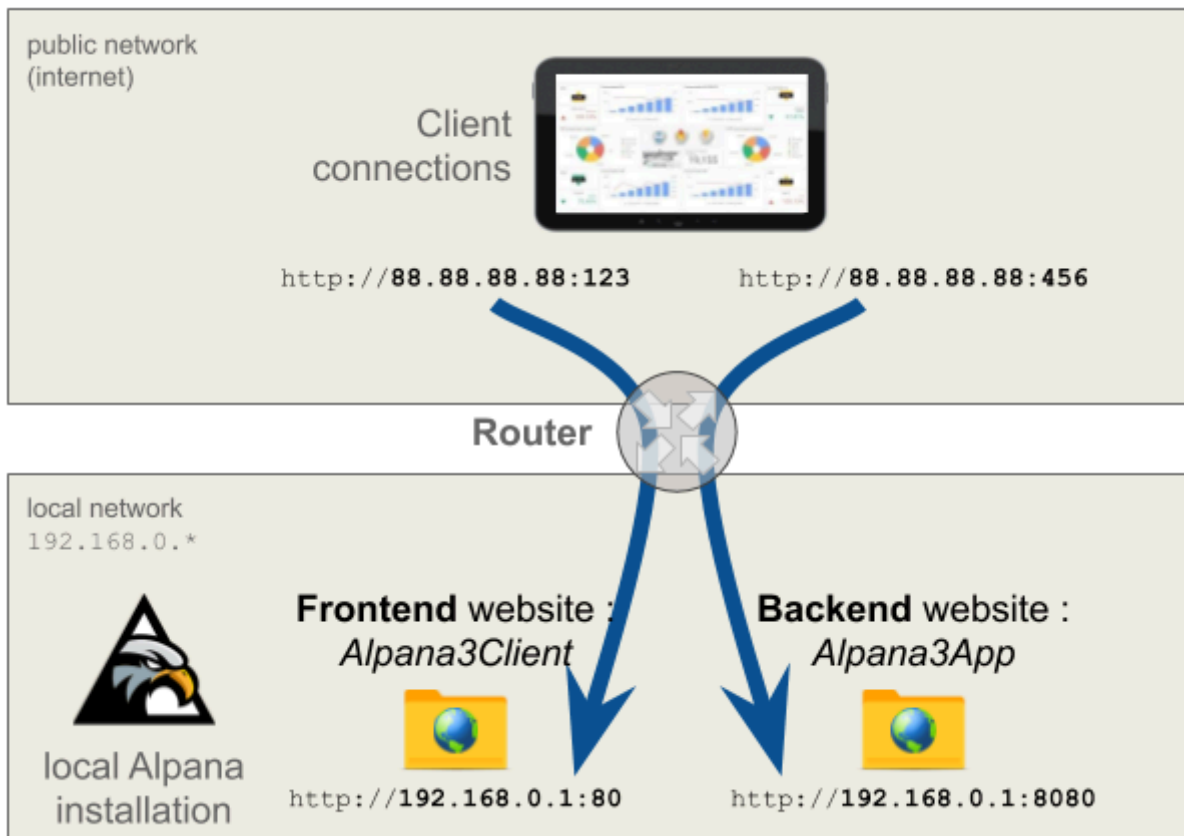 public network
(internet)
Client
connections
http://88.88.88.88:123
http://88.88.88.88:456
Router
local network
192.168.0.*
Frontend website :
Alpana3Client
Backend website :
Alpana3App
local Alpana
installation
http://192.168.0.1:80
http://192.168.0.1:8080